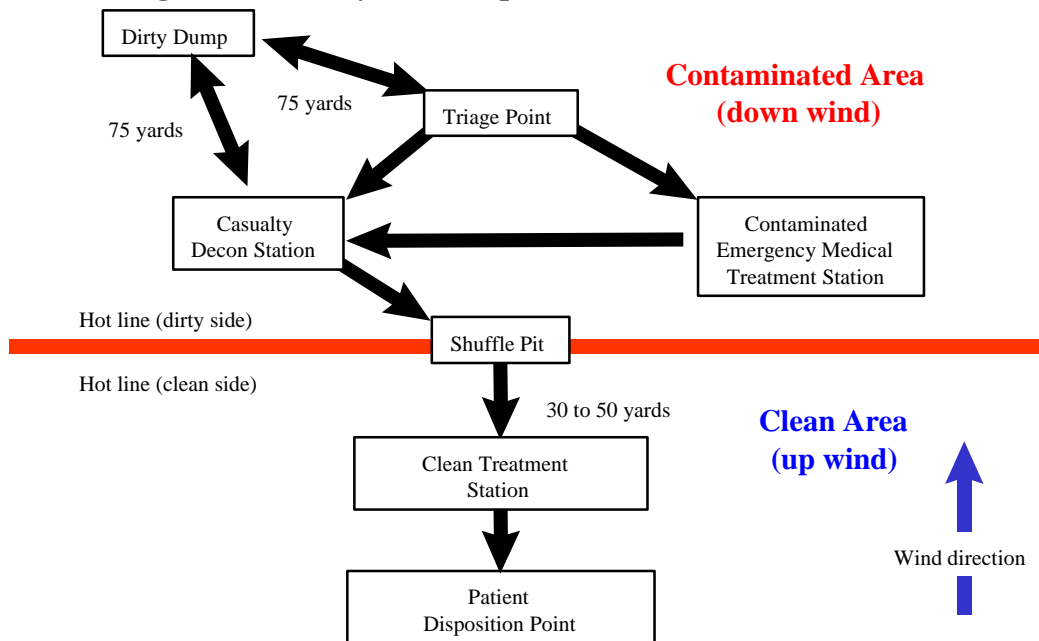 Dirty Dump
75 yards
75 yards
Triage Point
Contaminated Area
(down wind)
Casualty
Decon Station
Contaminated
Emergency Medical
Treatment Station
Hot line (dirty side)
Shuffle Pit
Hot line (clean side)
30 to 50 yards
Clean Area
(up wind)
Clean Treatment
Station
Wind direction
Patient
Disposition Point